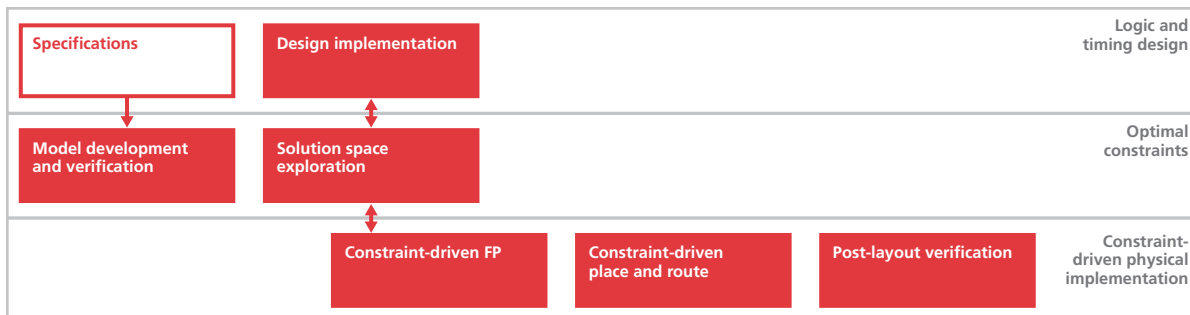 Specifications
Design implementation
Logic and
timing design
Model development
and verification
Solution space
exploration
Optimal
constraints
Constraint-driven FP
Constraint-driven
place and route
Post-layout verification
Constraint-
driven physical
implementation